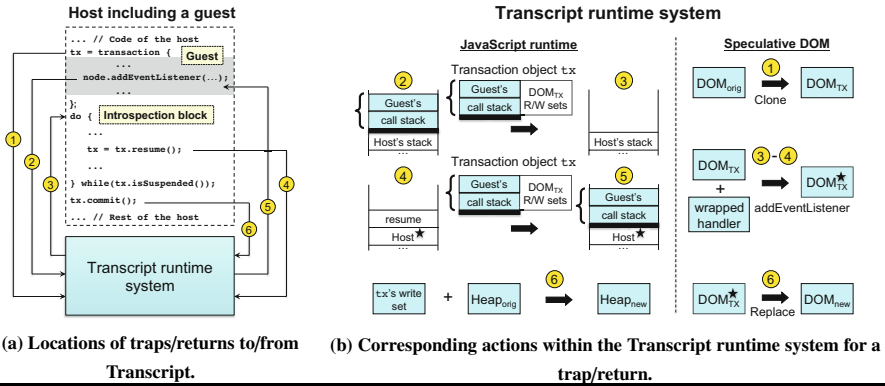 Host including a guest
... // Code of the host
tx = transaction {
Guest
...
node.addEventListener(…);
...
};
do {
Introspection block
...
tx = tx.resume();
...
} while(tx.isSuspended());
tx.commit();
... // Rest of the host
1
2
3
4
5
6
Transcript runtime
system
(a) Locations of traps/returns to/from
Transcript.
Transcript runtime system
JavaScript runtime
2
Guest's
call stack
Host's stack
...
Transaction object tx
Guest's
call stack
DOMTX
R/W sets
3
Host's stack
...
4
resume
Host★
...
Transaction object tx
Guest's
call stack
DOMTX
R/W sets
5
Guest's
call stack
Host★
...
tx's write
set
+
Heaporig
6
Heapnew
Speculative DOM
DOMorig
1
Clone
DOMTX
DOMTX
+
wrapped
handler
3-4
addEventListener
DOM★TX
DOM★TX
6
Replace
DOMnew
(b) Corresponding actions within the Transcript runtime system for a
trap/return.